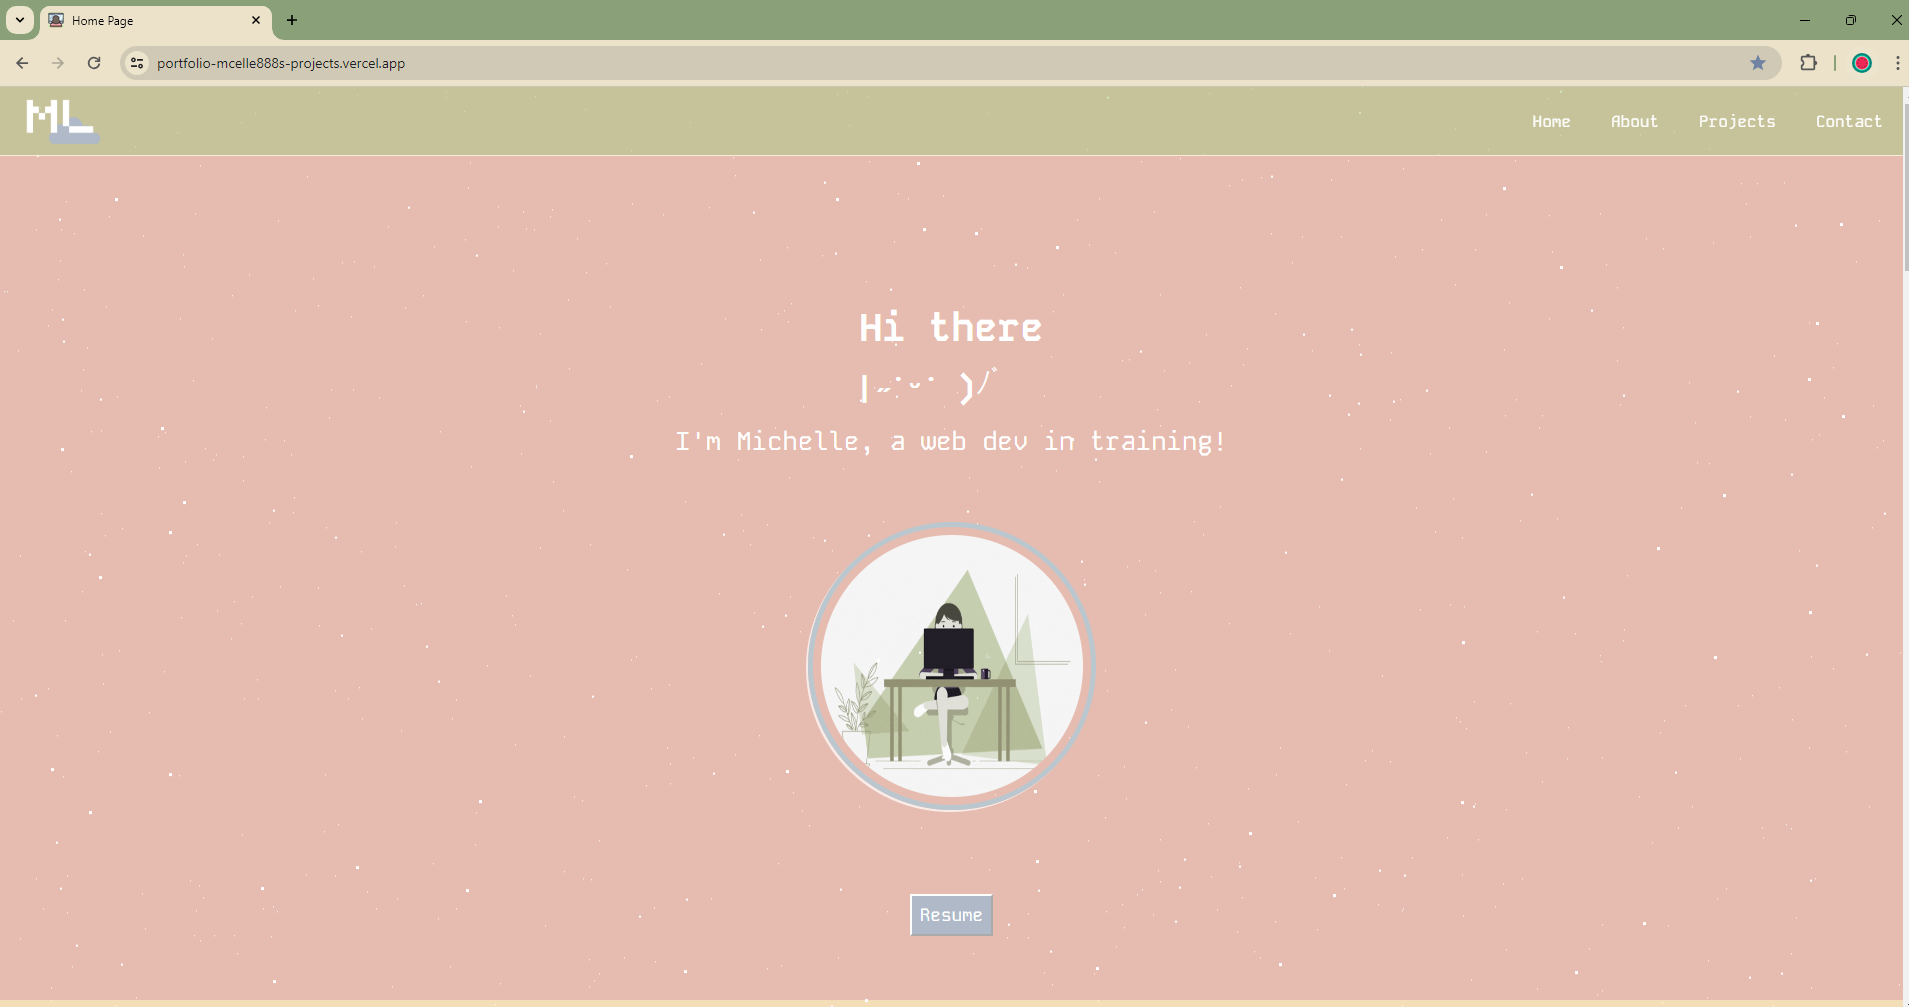 Home Page
portfolio-mcelle888s-projects.vercel.app
ML
Home About Projects Contact
Hi there
|˶˙ᵕ˙ )ﾉﾞ
I'm Michelle, a web dev in training!
Resume